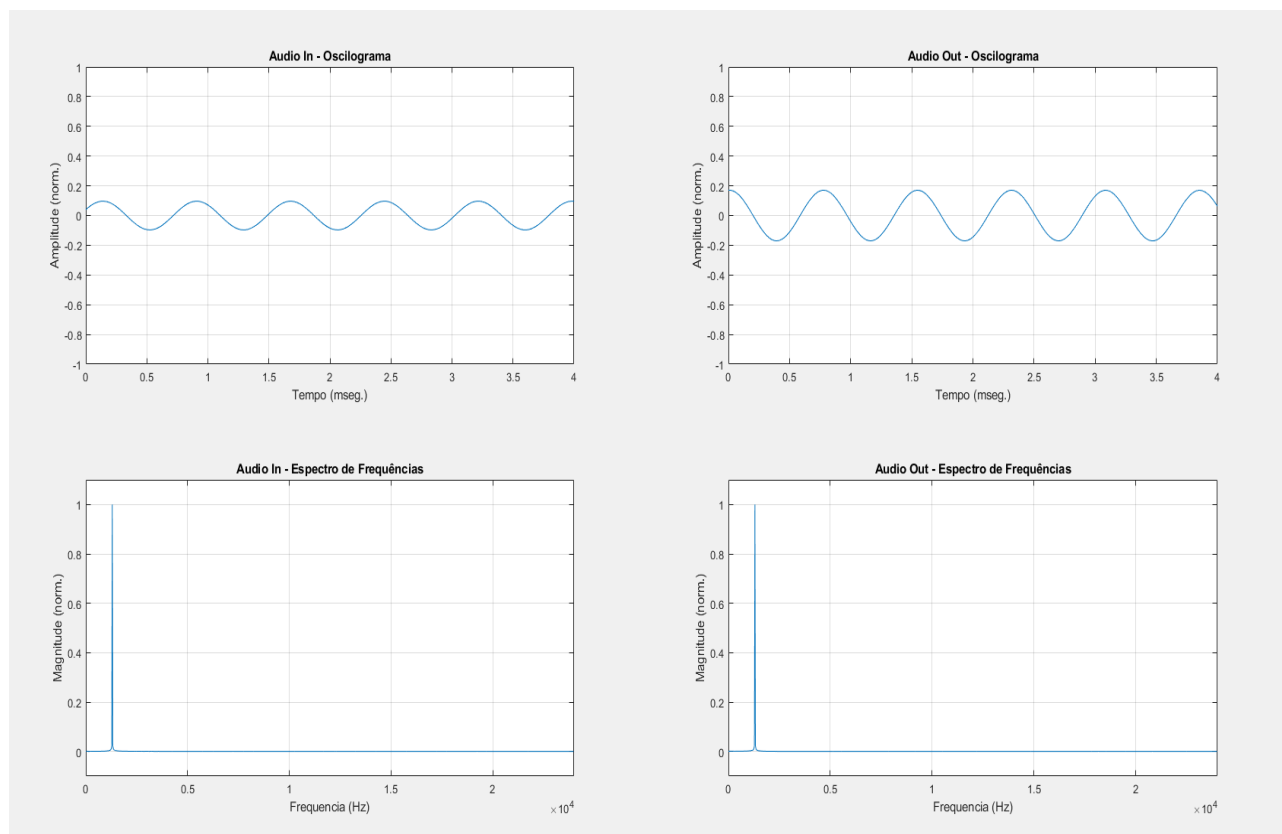 Audio In - Oscilograma
1
0.8
0.6
0.4
0.2
0
-0.2
-0.4
-0.6
-0.8
-1
Amplitude (norm.)
0 0.5 1 1.5 2 2.5 3 3.5 4
Tempo (mseg.)
Audio Out - Oscilograma
1
0.8
0.6
0.4
0.2
0
-0.2
-0.4
-0.6
-0.8
-1
Amplitude (norm.)
0 0.5 1 1.5 2 2.5 3 3.5 4
Tempo (mseg.)
Audio In - Espectro de Frequências
1
0.8
0.6
0.4
0.2
0
Magnitude (norm.)
0 0.5 1 1.5 2
×10⁴
Frequencia (Hz)
Audio Out - Espectro de Frequências
1
0.8
0.6
0.4
0.2
0
Magnitude (norm.)
0 0.5 1 1.5 2
×10⁴
Frequencia (Hz)